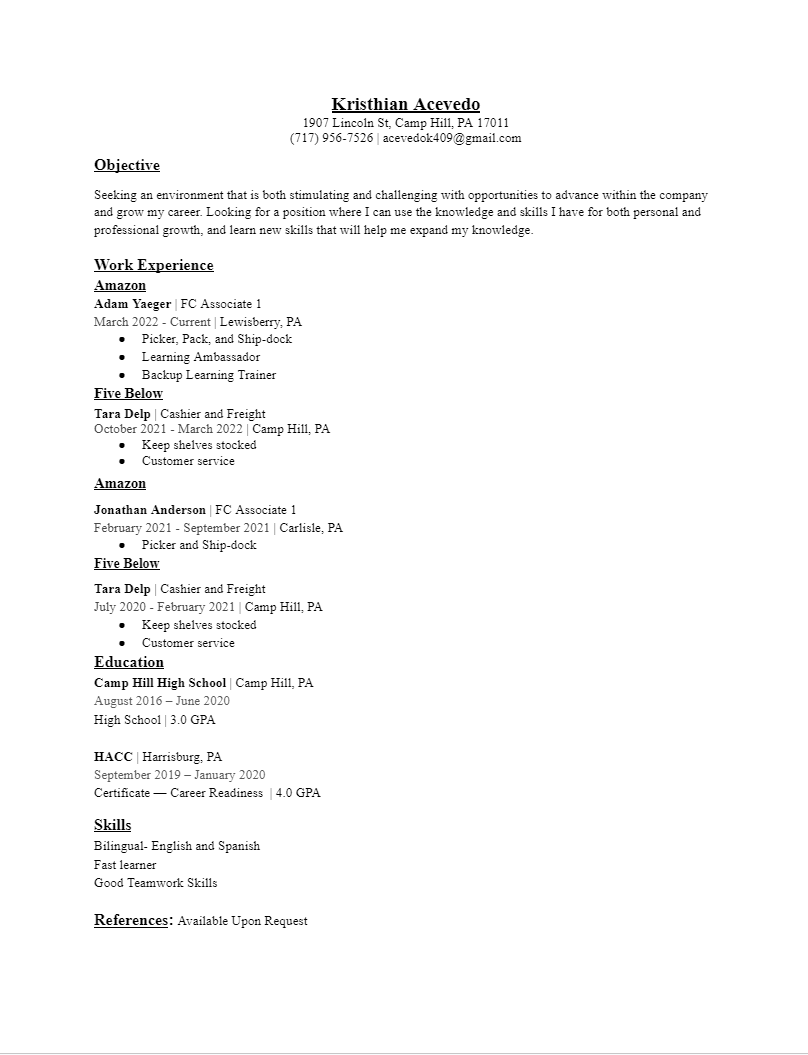 Kristhian Acevedo
1907 Lincoln St, Camp Hill, PA 17011
(717) 956-7526 | acevedok409@gmail.com
Objective
Seeking an environment that is both stimulating and challenging with opportunities to advance within the company
and grow my career. Looking for a position where I can use the knowledge and skills I have for both personal and
professional growth, and learn new skills that will help me expand my knowledge.
Work Experience
Amazon
Adam Yaeger | FC Associate 1
March 2022 - Current | Lewisberry, PA
● Picker, Pack, and Ship-dock
● Learning Ambassador
● Backup Learning Trainer
Five Below
Tara Delp | Cashier and Freight
October 2021 - March 2022 | Camp Hill, PA
● Keep shelves stocked
● Customer service
Amazon
Jonathan Anderson | FC Associate 1
February 2021 - September 2021 | Carlisle, PA
● Picker and Ship-dock
Five Below
Tara Delp | Cashier and Freight
July 2020 - February 2021 | Camp Hill, PA
● Keep shelves stocked
● Customer service
Education
Camp Hill High School | Camp Hill, PA
August 2016 – June 2020
High School | 3.0 GPA
HACC | Harrisburg, PA
September 2019 – January 2020
Certificate — Career Readiness | 4.0 GPA
Skills
Bilingual- English and Spanish
Fast learner
Good Teamwork Skills
References: Available Upon Request